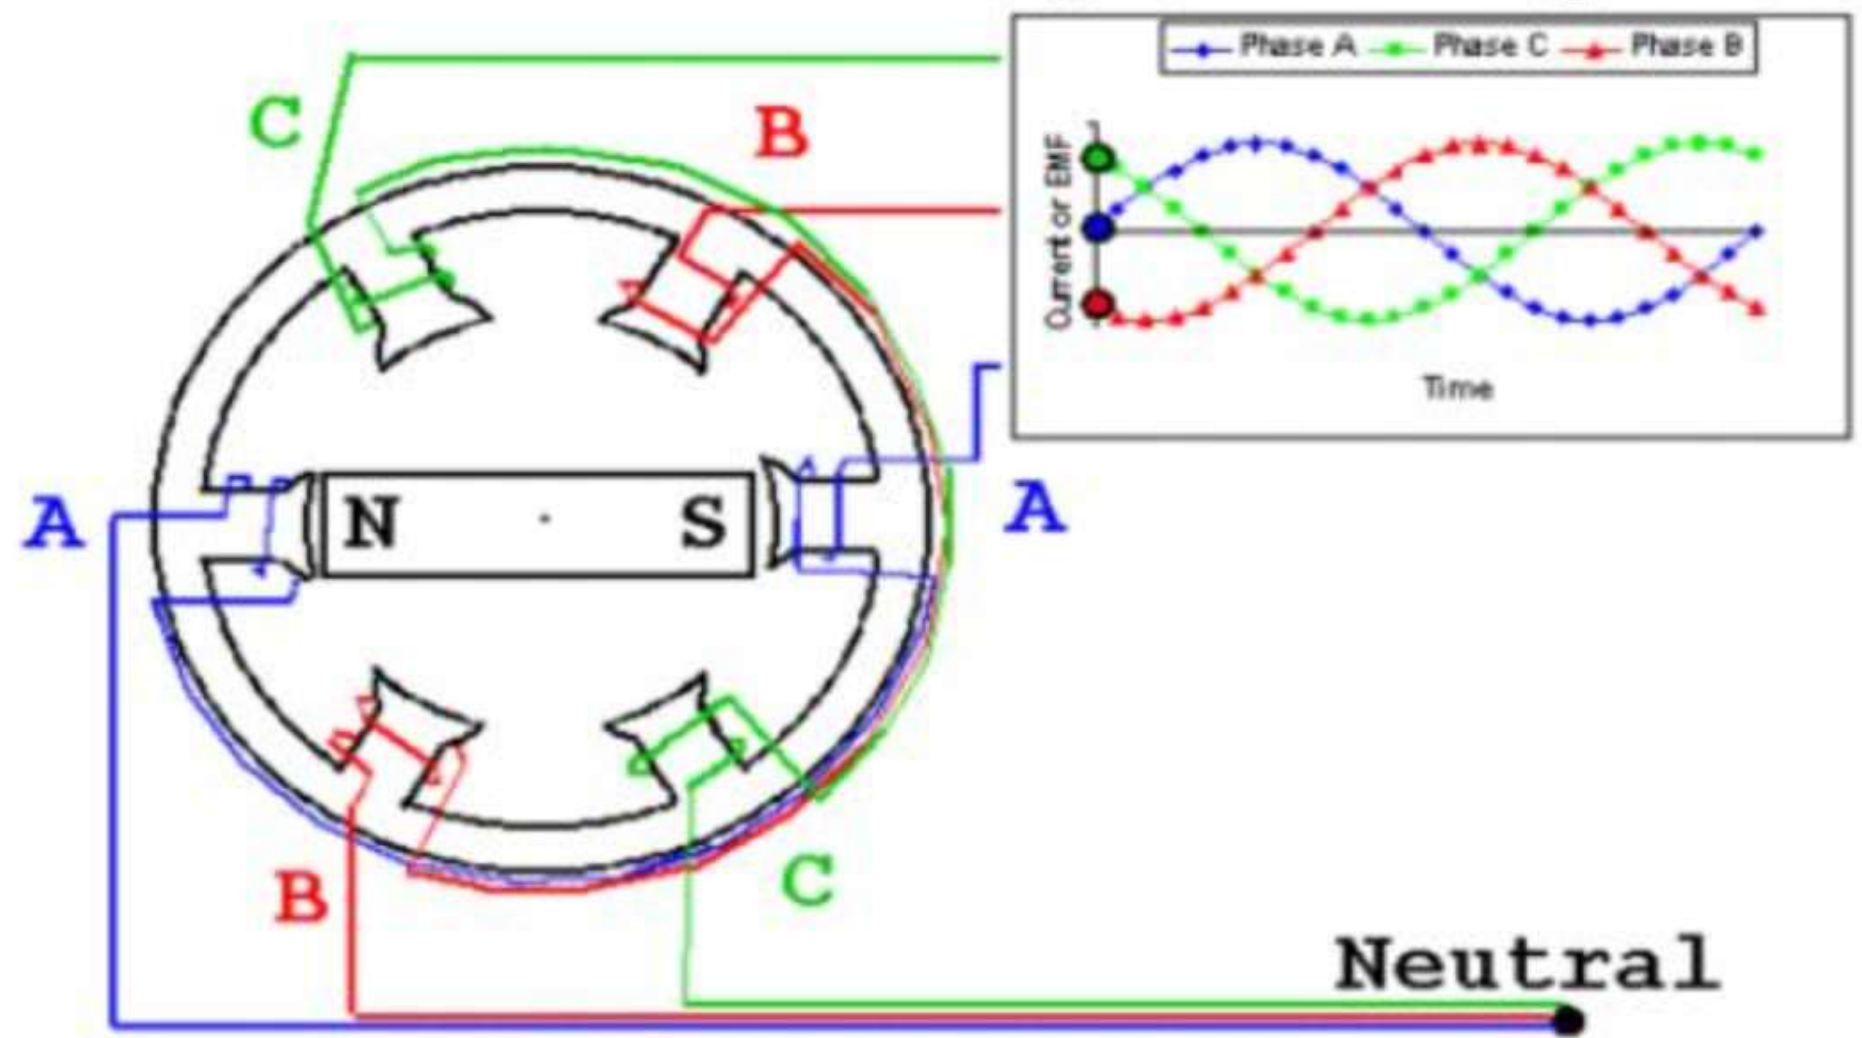 Phase A Phase C Phase B
C
B
Current or EMF
Time
A
N S
A
B
C
Neutral